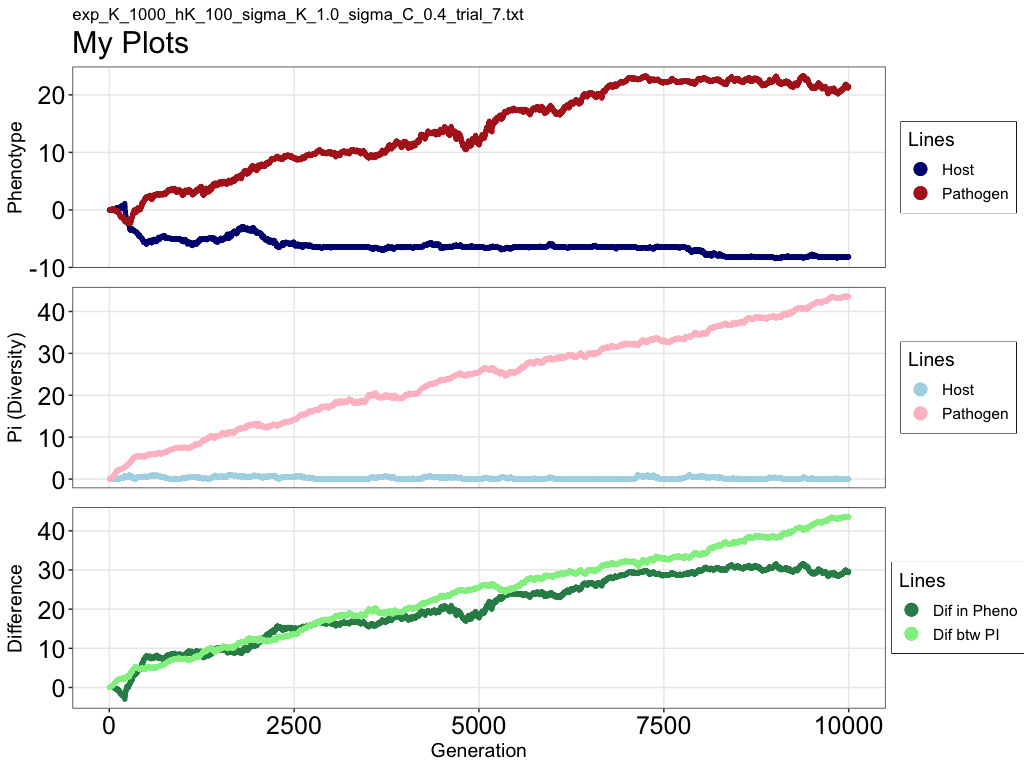 exp_K_1000_hK_100_sigma_K_1.0_sigma_C_0.4_trial_7.txt
My Plots
Phenotype
20
10
0
-10
Lines
Host
Pathogen
Pi (Diversity)
40
30
20
10
0
Lines
Host
Pathogen
Difference
40
30
20
10
0
Lines
Dif in Pheno
Dif btw PI
0 2500 5000 7500 10000
Generation